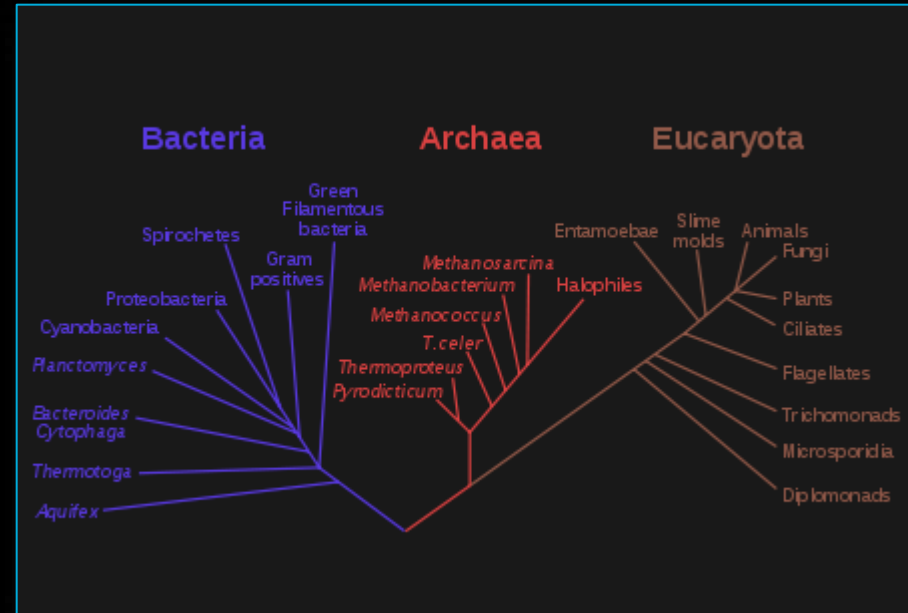 Bacteria
Archaea
Eucaryota
Green
Filamentous
bacteria
Spirochetes
Gram
positives
Proteobacteria
Cyanobacteria
Planctomyces
Bacteroides
Cytophaga
Thermotoga
Aquifex
Methanosarcina
Methanobacterium
Halophiles
Methanococcus
T.celer
Thermoproteus
Pyrodicticum
Entamoebae
Slime
molds
Animals
Fungi
Plants
Ciliates
Flagellates
Trichomonads
Microsporidia
Diplomonads